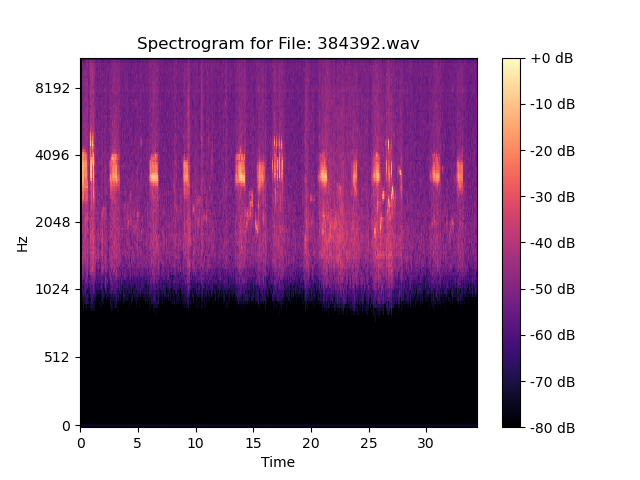 Spectrogram for File: 384392.wav
+0 dB
8192
-10 dB
4096
-20 dB
-30 dB
Hz
2048
-40 dB
-50 dB
1024
-60 dB
512
-70 dB
0
-80 dB
0 5 10 15 20 25 30
Time